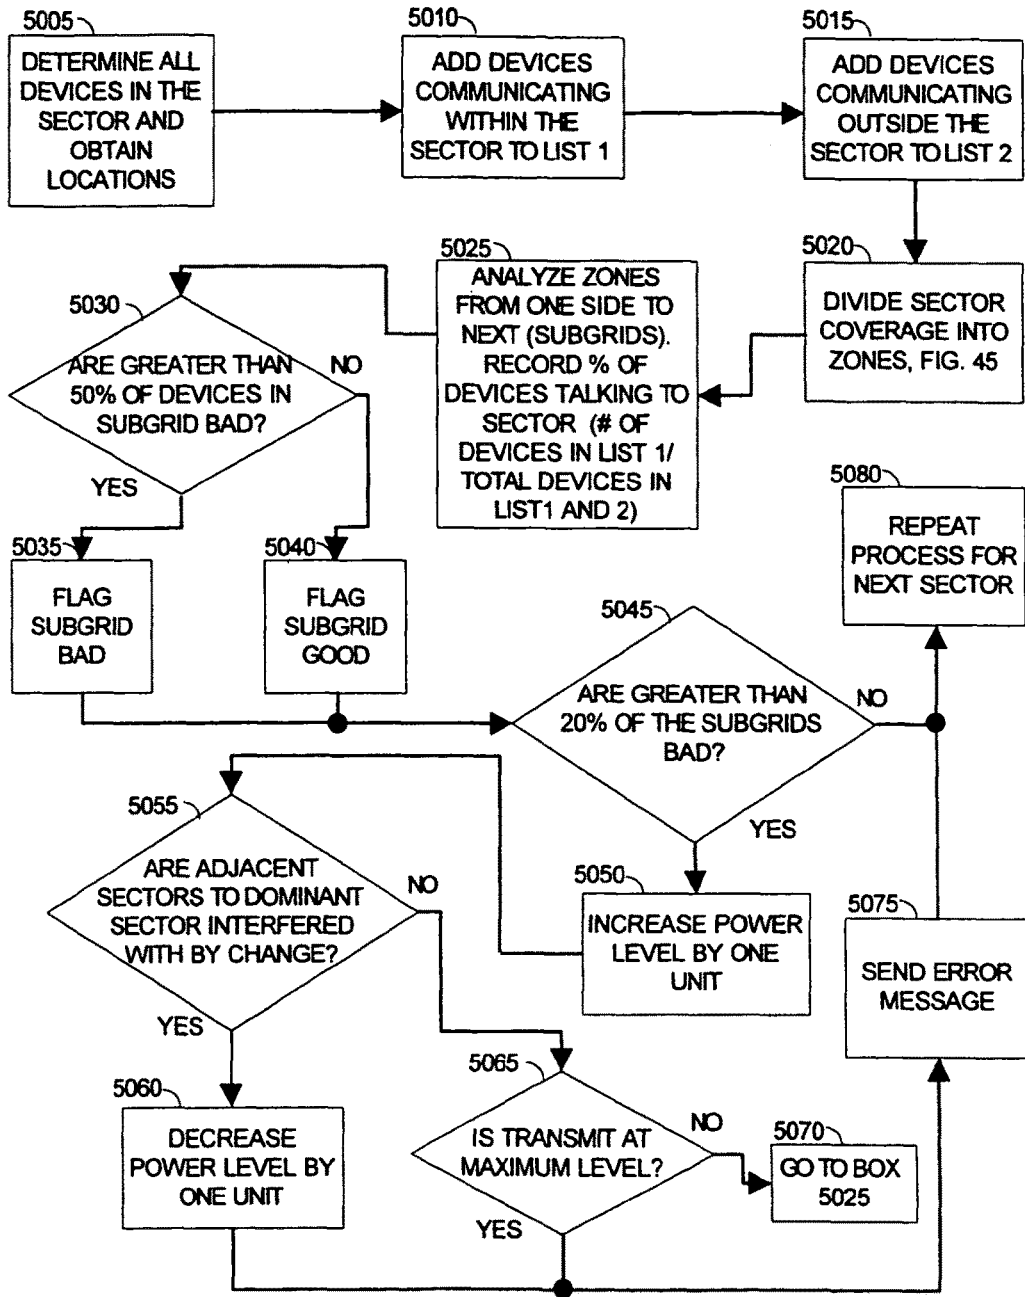 5005
DETERMINE ALL
DEVICES IN THE
SECTOR AND
OBTAIN
LOCATIONS
5010
ADD DEVICES
COMMUNICATING
WITHIN THE
SECTOR TO LIST 1
5015
ADD DEVICES
COMMUNICATING
OUTSIDE THE
SECTOR TO LIST 2
5020
DIVIDE SECTOR
COVERAGE INTO
ZONES, FIG. 45
5025
ANALYZE ZONES
FROM ONE SIDE TO
NEXT (SUBGRIDS).
RECORD % OF
DEVICES TALKING TO
SECTOR (# OF
DEVICES IN LIST 1/
TOTAL DEVICES IN
LIST1 AND 2)
5030
ARE GREATER THAN
50% OF DEVICES IN
SUBGRID BAD?
NO
YES
5035
FLAG
SUBGRID
BAD
5040
FLAG
SUBGRID
GOOD
5045
ARE GREATER THAN
20% OF THE SUBGRIDS
BAD?
NO
YES
5080
REPEAT
PROCESS FOR
NEXT SECTOR
5050
INCREASE POWER
LEVEL BY ONE
UNIT
5055
ARE ADJACENT
SECTORS TO DOMINANT
SECTOR INTERFERED
WITH BY CHANGE?
NO
YES
5060
DECREASE
POWER LEVEL BY
ONE UNIT
5065
IS TRANSMIT AT
MAXIMUM LEVEL?
NO
YES
5070
GO TO BOX
5025
5075
SEND ERROR
MESSAGE